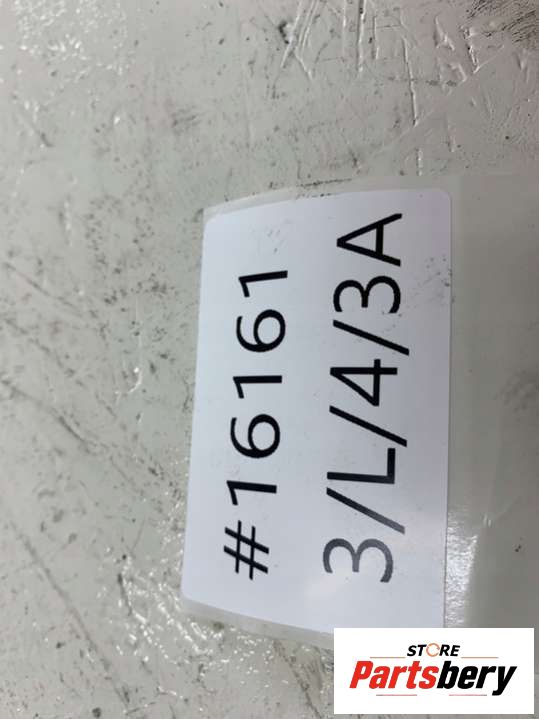 #16161
3/L/4/3A
STORE
Partsbery